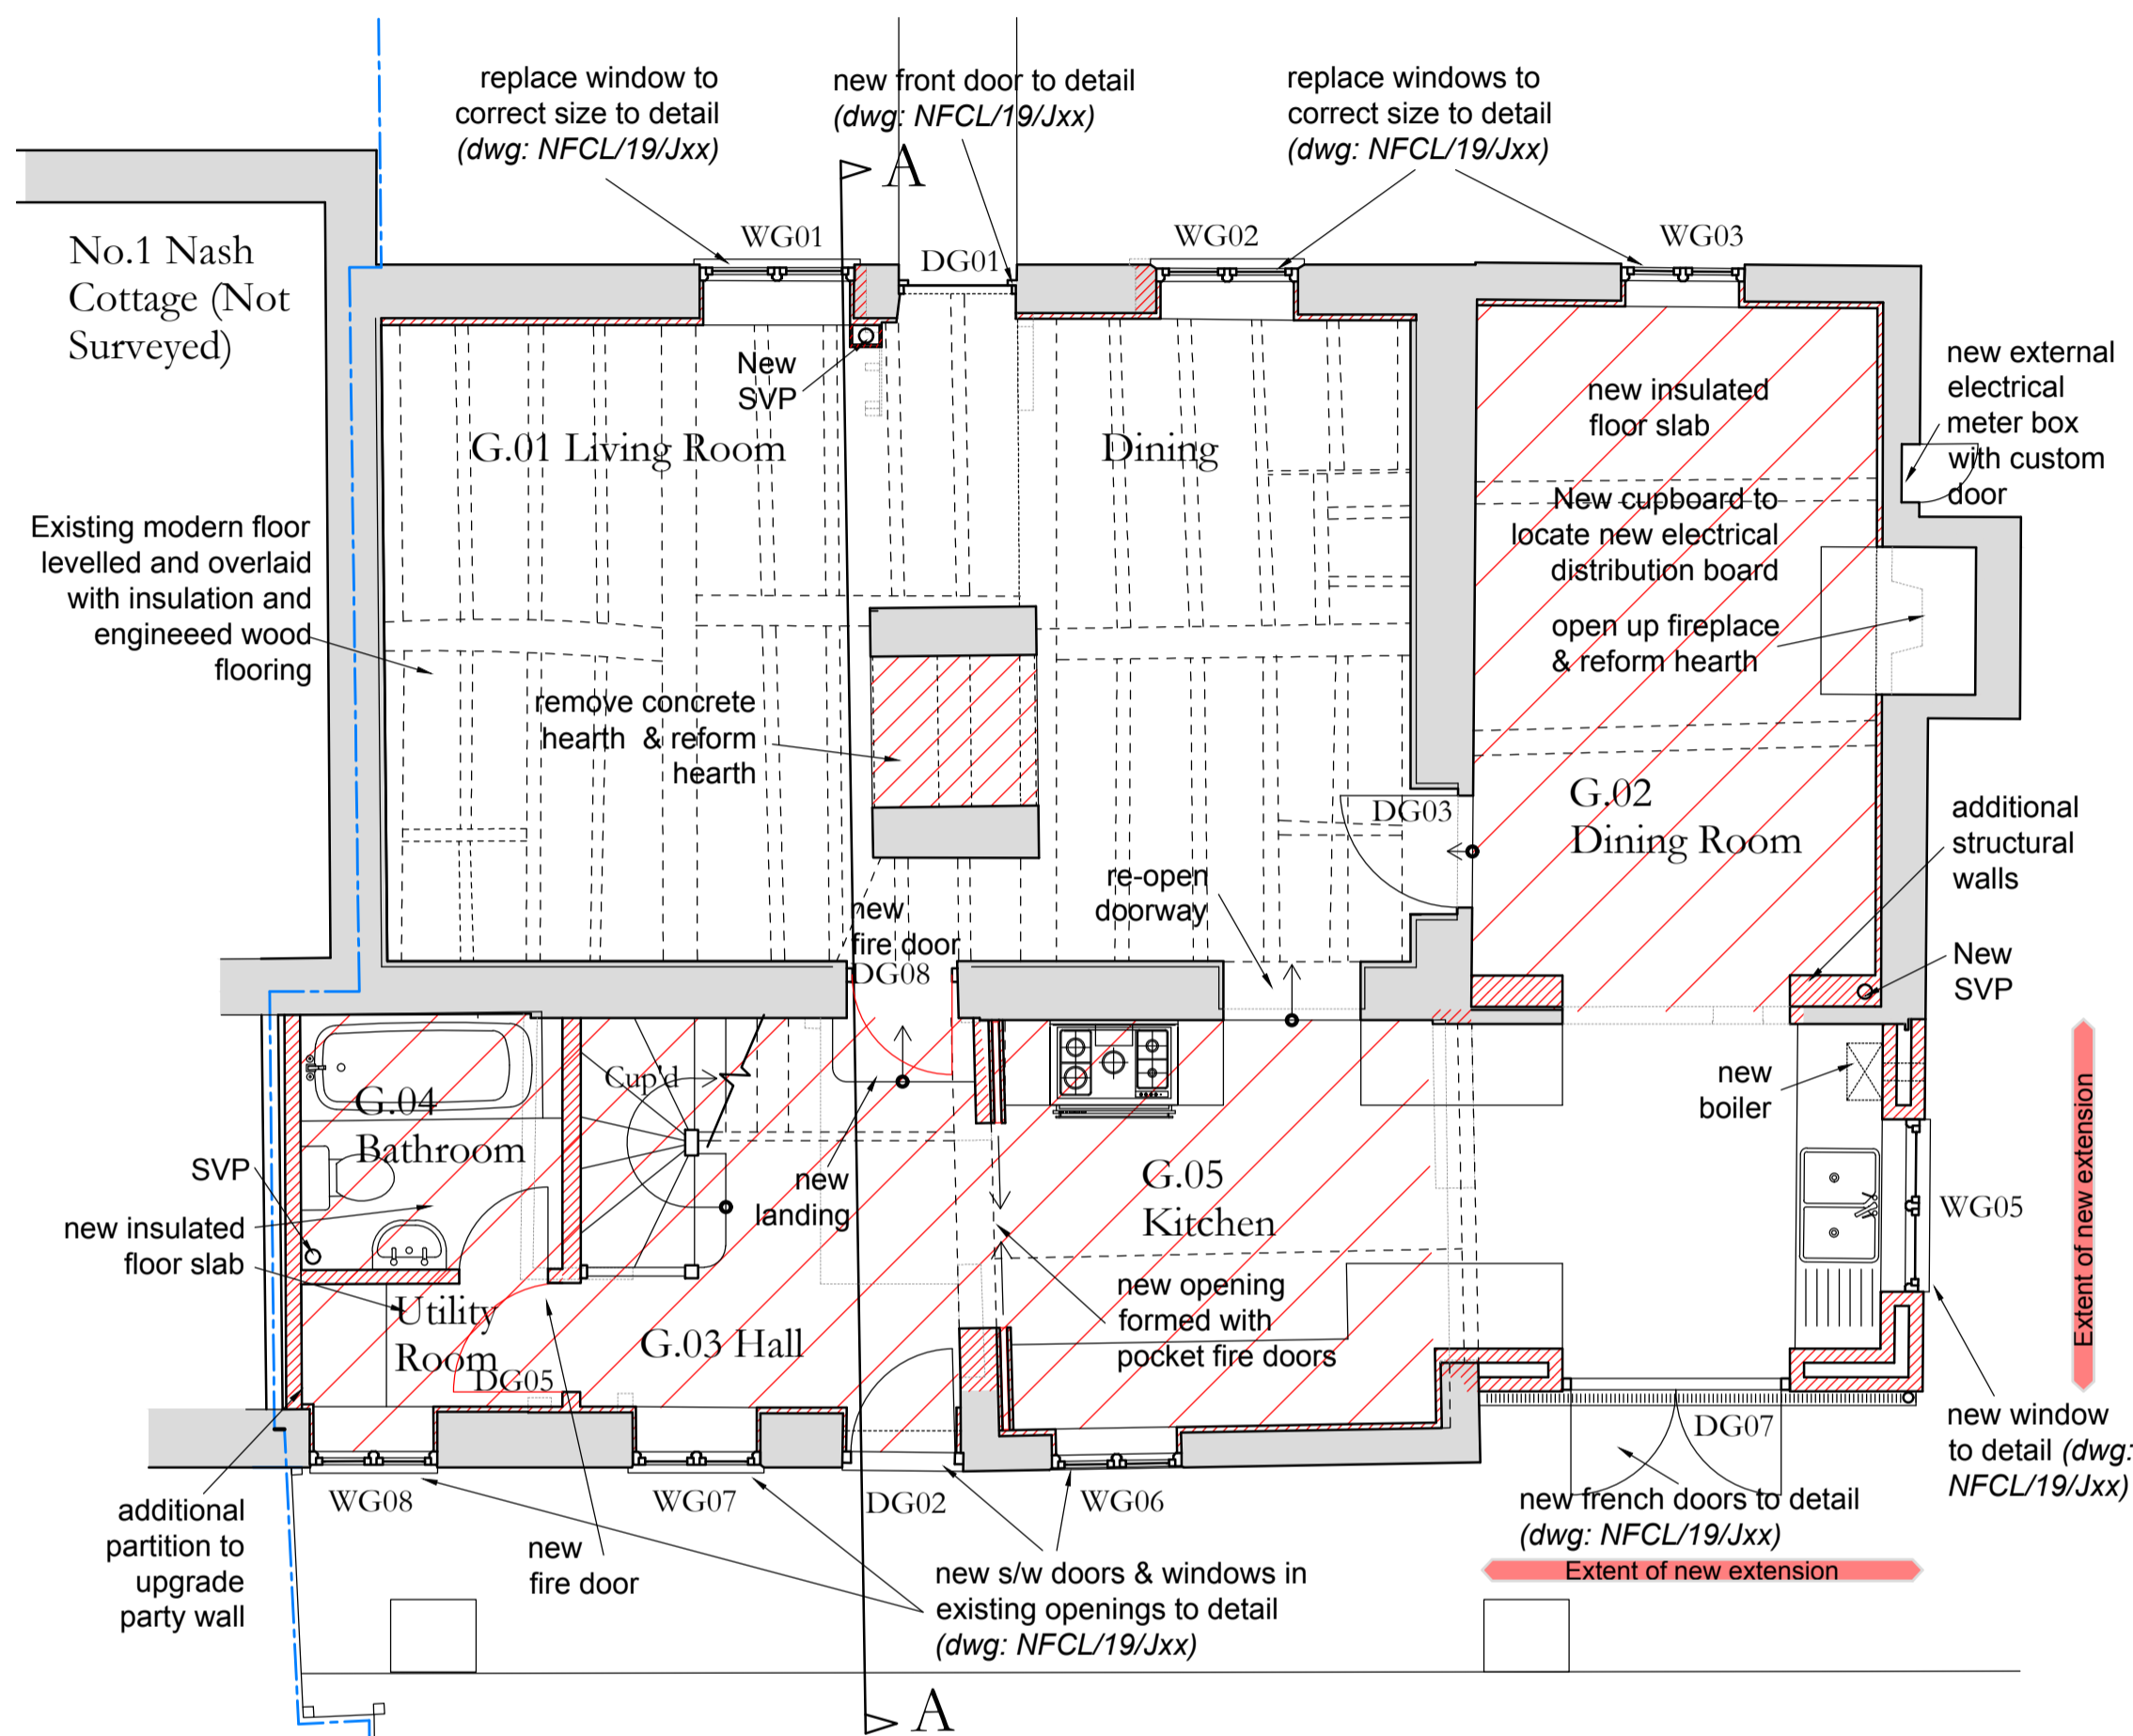 replace window to
correct size to detail
(dwg: NFCL/19/Jxx)
new front door to detail
(dwg: NFCL/19/Jxx)
replace windows to
correct size to detail
(dwg: NFCL/19/Jxx)
A
No.1 Nash
Cottage (Not
Surveyed)
WG01
DG01
WG02
WG03
New
SVP
new external
electrical
meter box
with custom
door
new insulated
floor slab
G.01 Living Room
Dining
New cupboard to
locate new electrical
distribution board
Existing modern floor
levelled and overlaid
with insulation and
engineeed wood
flooring
open up fireplace
& reform hearth
remove concrete
hearth & reform
hearth
DG03
G.02
Dining Room
additional
structural
walls
re-open
doorway
new
fire door
DG08
New
SVP
Cup'd
G.04
Bathroom
new
boiler
SVP
new
landing
G.05
Kitchen
WG05
Extent of new extension
new insulated
floor slab
Utility
Room
G.03 Hall
new opening
formed with
pocket fire doors
DG05
DG07
new window
to detail (dwg:
NFCL/19/Jxx)
WG08
WG07
DG02
WG06
new french doors to detail
(dwg: NFCL/19/Jxx)
additional
partition to
upgrade
party wall
new
fire door
new s/w doors & windows in
existing openings to detail
(dwg: NFCL/19/Jxx)
Extent of new extension
A